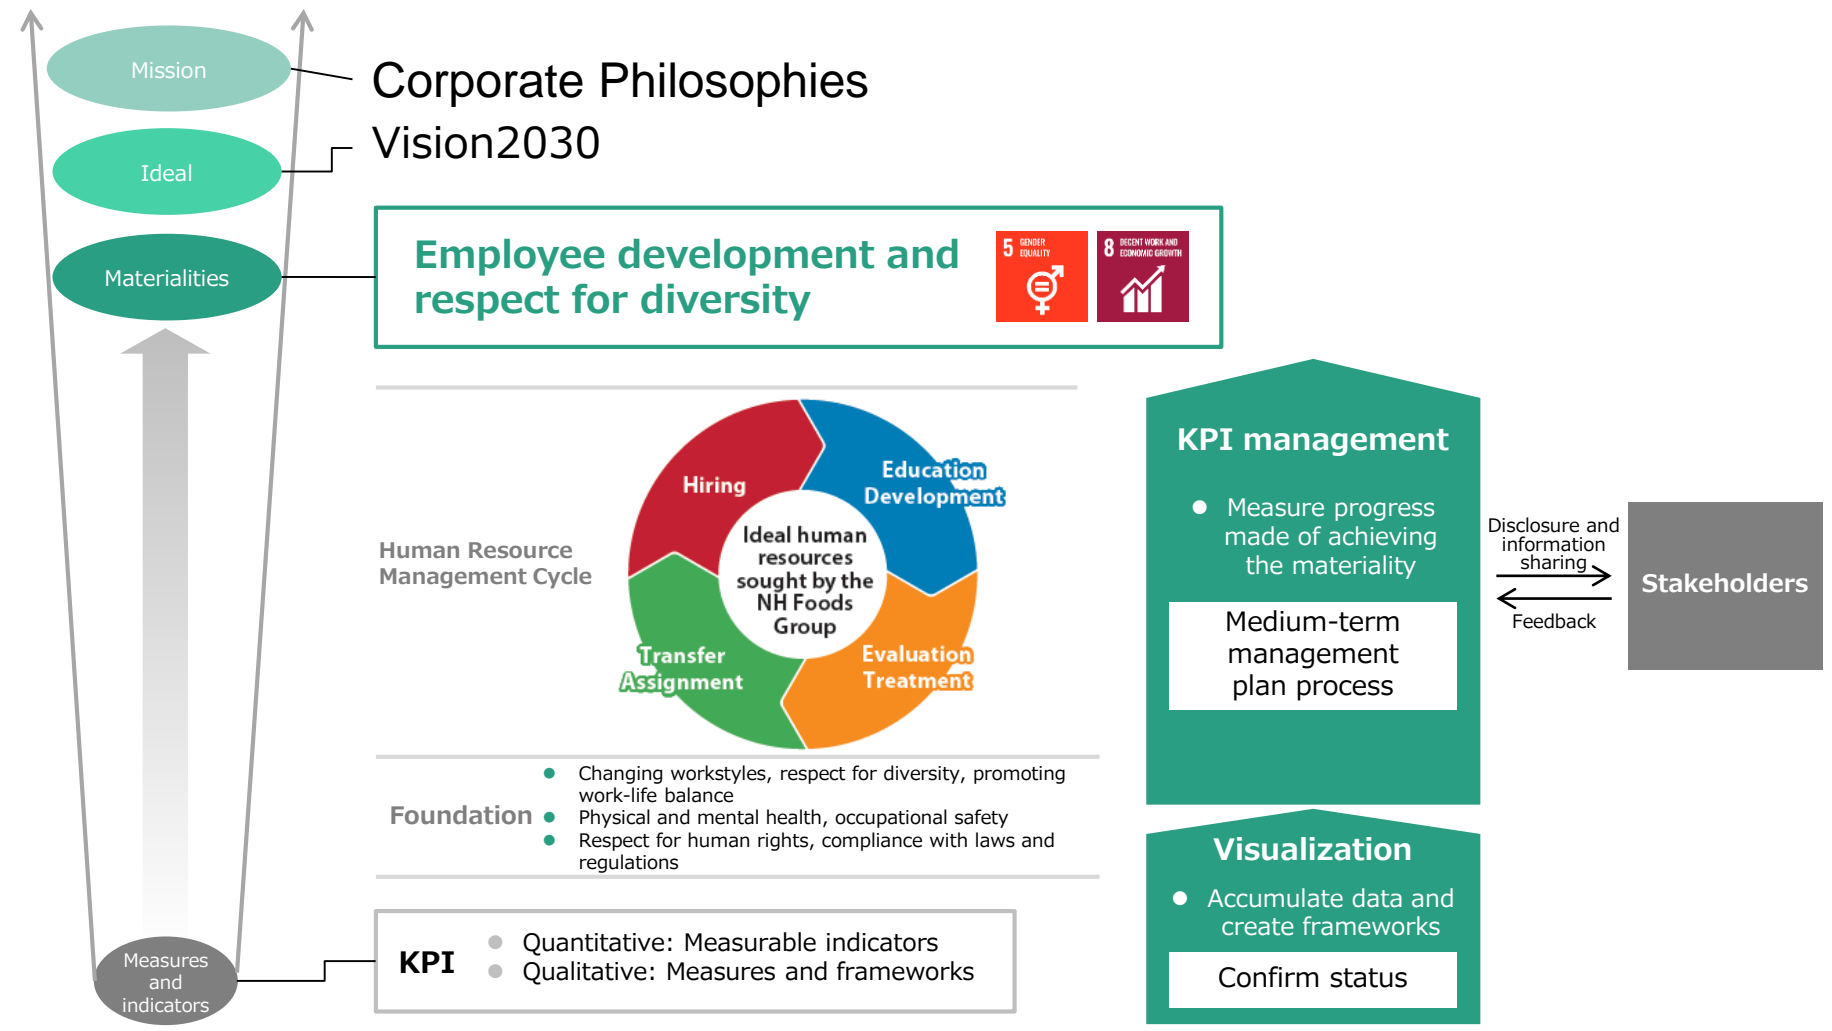 Mission
Corporate Philosophies
Ideal
Vision2030
Materialities
Employee development and
respect for diversity
5 GENDER
EQUALITY
8 DECENT WORK AND
ECONOMIC GROWTH
Human Resource
Management Cycle
Hiring
Education
Development
Ideal human
resources
sought by the
NH Foods
Group
Transfer
Assignment
Evaluation
Treatment
Foundation
● Changing workstyles, respect for diversity, promoting
work-life balance
● Physical and mental health, occupational safety
● Respect for human rights, compliance with laws and
regulations
Measures
and
indicators
KPI
● Quantitative: Measurable indicators
● Qualitative: Measures and frameworks
KPI management
● Measure progress
made of achieving
the materiality
Medium-term
management
plan process
Visualization
● Accumulate data and
create frameworks
Confirm status
Disclosure and
information
sharing
Feedback
Stakeholders